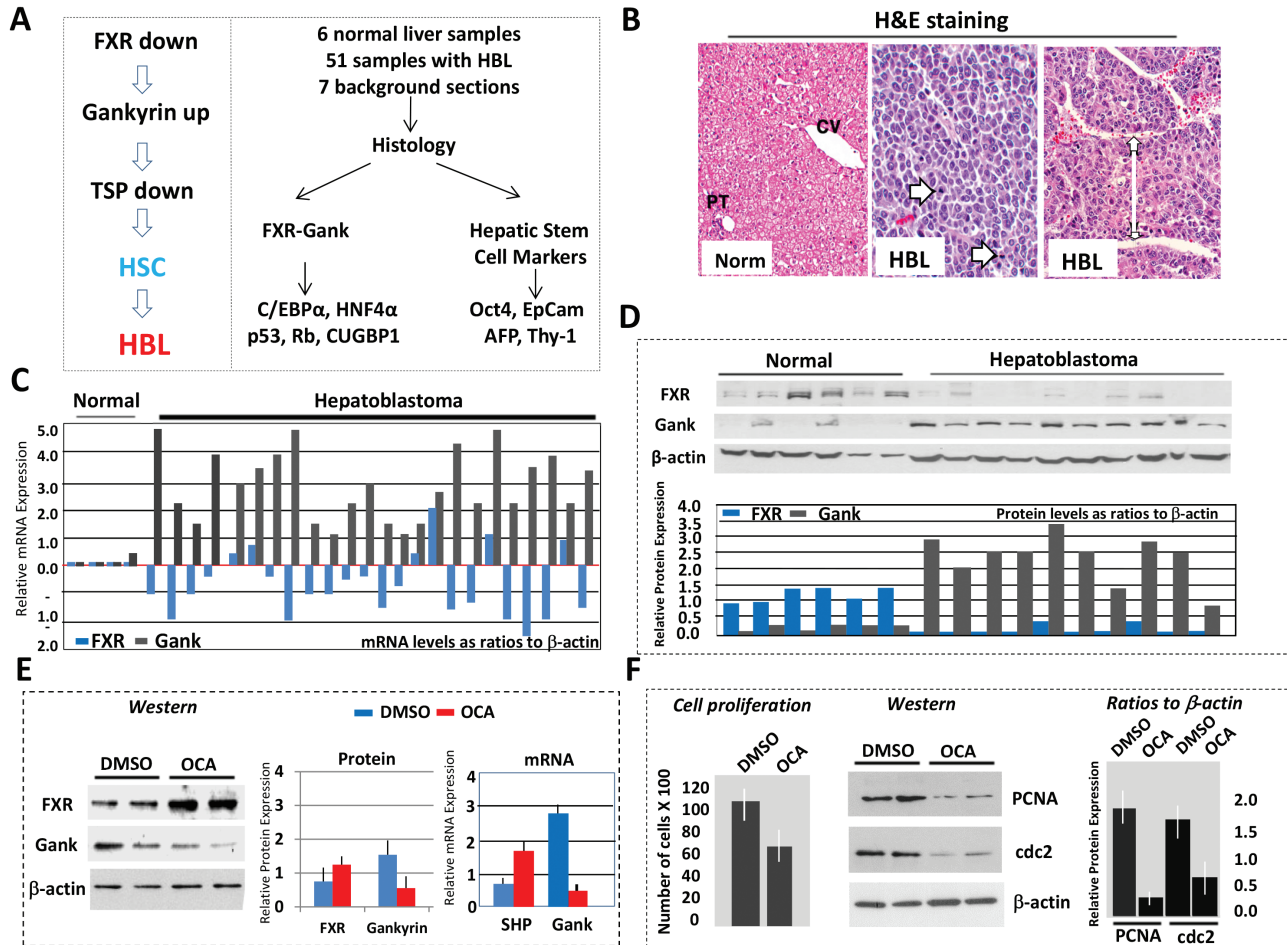 A
FXR down
Gankyrin up
TSP down
HSC
HBL
6 normal liver samples
51 samples with HBL
7 background sections
Histology
FXR-Gank
Hepatic Stem
Cell Markers
C/EBPα, HNF4α
p53, Rb, CUGBP1
Oct4, EpCam
AFP, Thy-1
B
H&E staining
CV
PT
Norm
HBL
HBL
C
Normal
Hepatoblastoma
Relative mRNA Expression
5.0
4.0
3.0
2.0
1.0
0.0
-
1.0
-
2.0
FXR
Gank
mRNA levels as ratios to β-actin
D
Normal
Hepatoblastoma
FXR
Gank
β-actin
Relative Protein Expression
4.0
3.5
3.0
2.5
2.0
1.5
1.0
0.5
0.0
FXR
Gank
Protein levels as ratios to β-actin
E
Western
DMSO
OCA
DMSO
OCA
FXR
Gank
β-actin
Protein
Relative Protein Expression
4
3
2
1
0
FXR
Gankyrin
mRNA
Relative mRNA Expression
4
3
2
1
0
SHP
Gank
F
Cell proliferation
DMSO
OCA
Number of cells X 100
120
100
80
60
40
20
0
Western
DMSO
OCA
PCNA
cdc2
β-actin
Ratios to β-actin
DMSO
OCA
DMSO
OCA
Relative Protein Expression
2.0
1.5
1.0
0.5
0.0
PCNA
cdc2